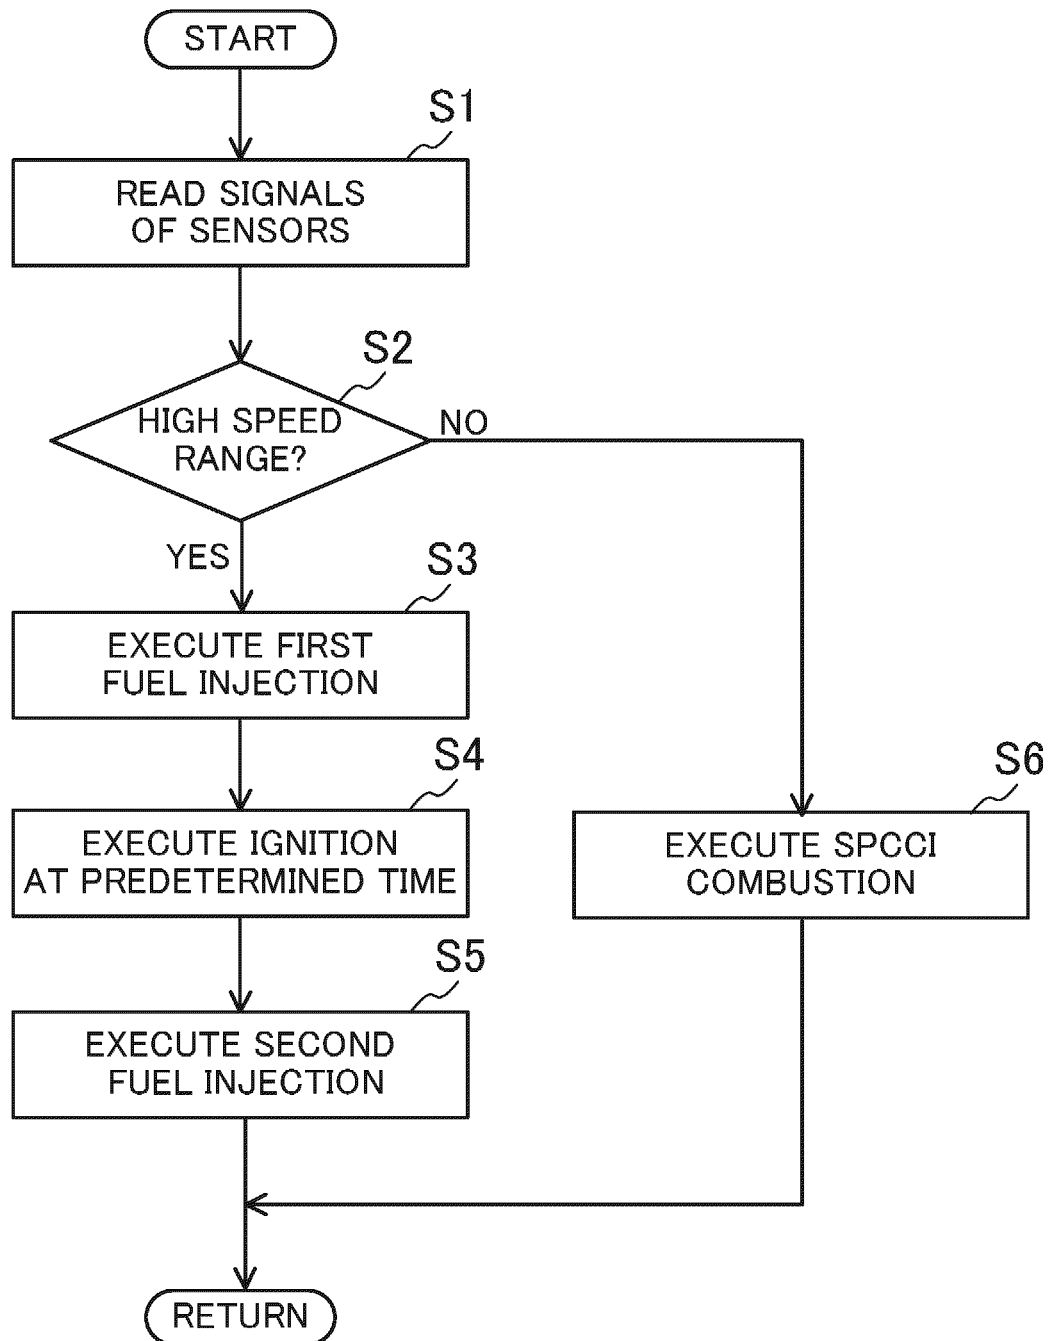 START
S1
READ SIGNALS
OF SENSORS
S2
HIGH SPEED
RANGE?
NO
YES
S3
EXECUTE FIRST
FUEL INJECTION
S4
EXECUTE IGNITION
AT PREDETERMINED TIME
S6
EXECUTE SPCCI
COMBUSTION
S5
EXECUTE SECOND
FUEL INJECTION
RETURN